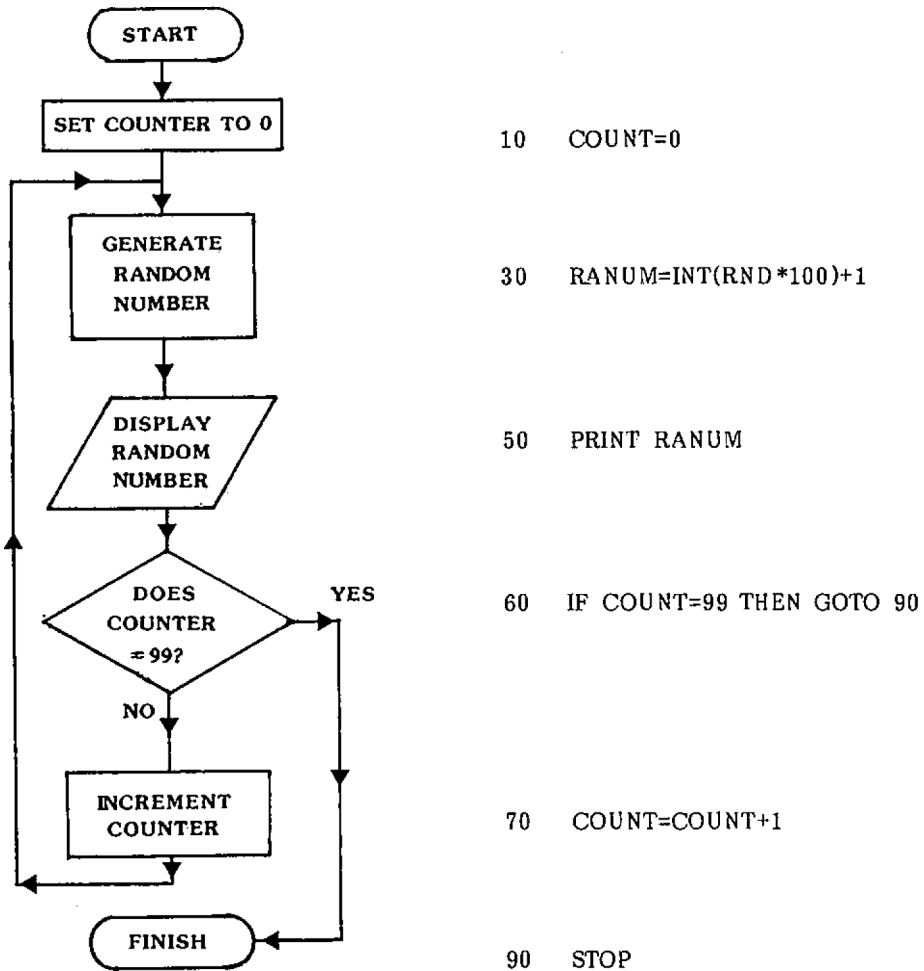 START
SET COUNTER TO 0
10 COUNT=0
GENERATE
RANDOM
NUMBER
30 RANUM=INT(RND*100)+1
DISPLAY
RANDOM
NUMBER
50 PRINT RANUM
DOES
COUNTER
=99?
YES
NO
60 IF COUNT=99 THEN GOTO 90
INCREMENT
COUNTER
70 COUNT=COUNT+1
FINISH
90 STOP